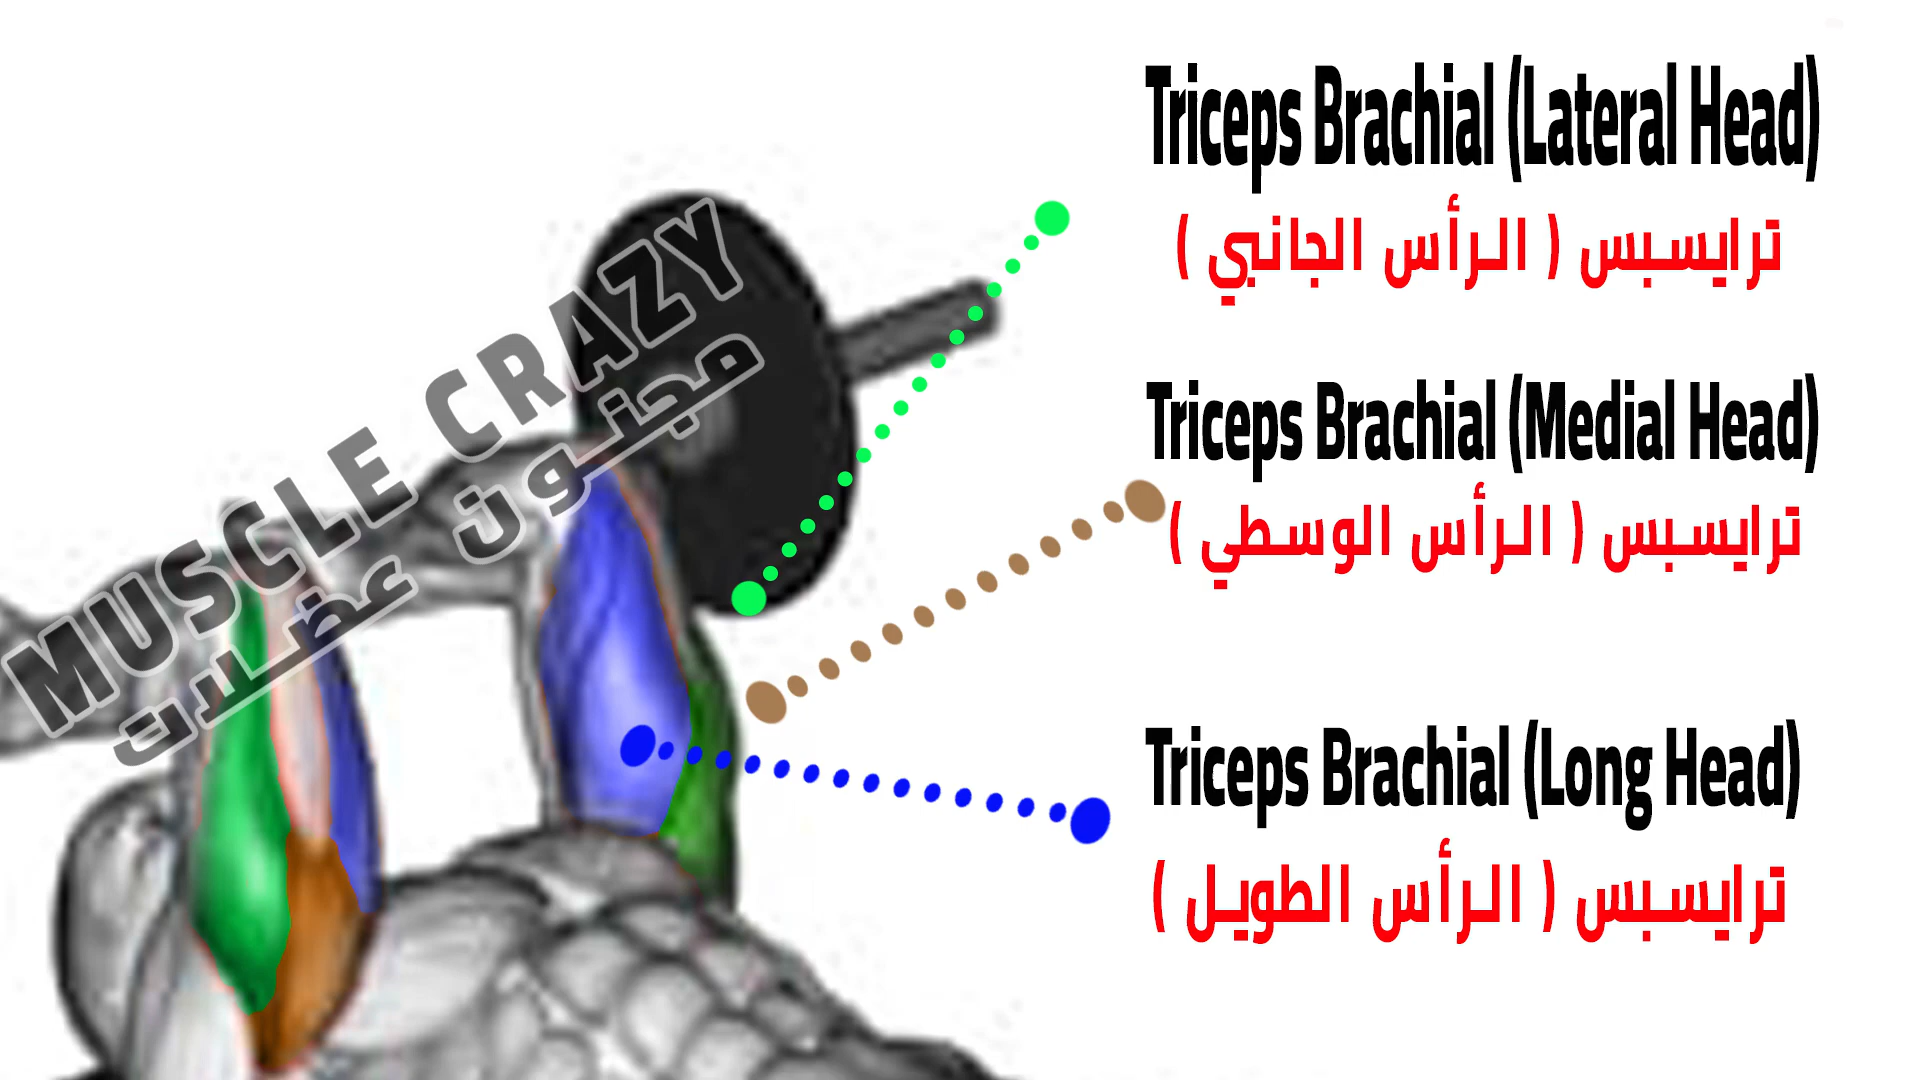 Triceps Brachial (Lateral Head)
ترايسبس ( الرأس الجانبي )
Triceps Brachial (Medial Head)
ترايسبس ( الرأس الوسطي )
Triceps Brachial (Long Head)
ترايسبس ( الرأس الطويل )
MUSCLE CRAZY
مجنون عضلات